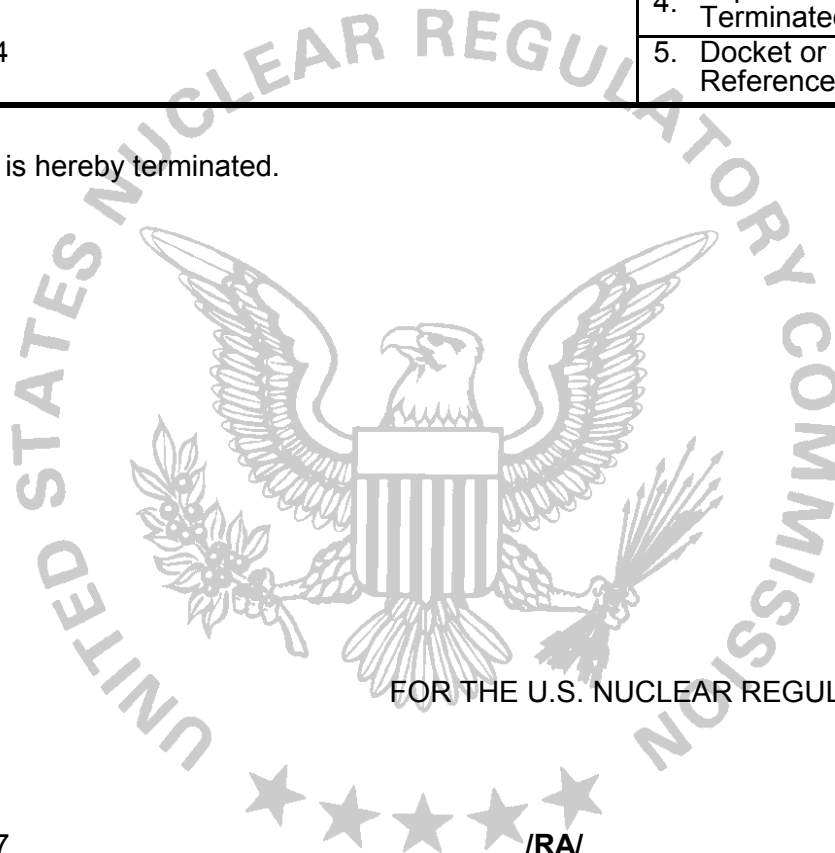 4.
Terminated
4
5. Docket or
Reference
is hereby terminated.
UNITED STATES NUCLEAR REGULATORY COMMISSION
FOR THE U.S. NUCLEAR REGUL
7
/RA/